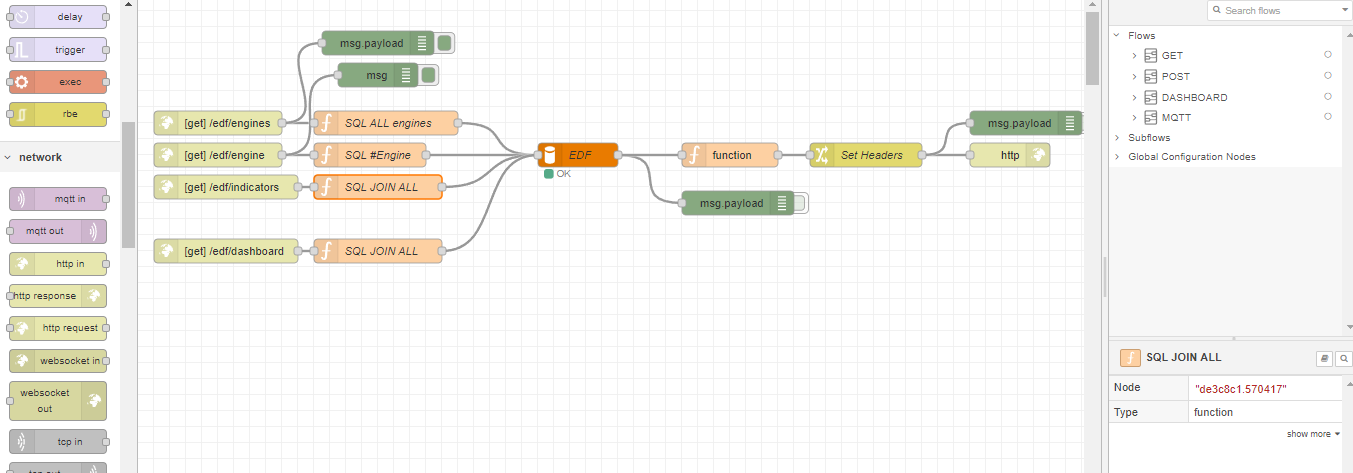 delay
trigger
exec
rbe
network
mqtt in
mqtt out
http in
http response
http request
websocket in
websocket
out
tcp in
tcp out
msg.payload
msg
[get] /edf/engines
SQL ALL engines
[get] /edf/engine
SQL #Engine
[get] /edf/indicators
SQL JOIN ALL
[get] /edf/dashboard
SQL JOIN ALL
EDF
OK
function
Set Headers
msg.payload
http
msg.payload
Search flows
Flows
GET
POST
DASHBOARD
MQTT
Subflows
Global Configuration Nodes
SQL JOIN ALL
Node "de3c8c1.570417"
Type function
show more